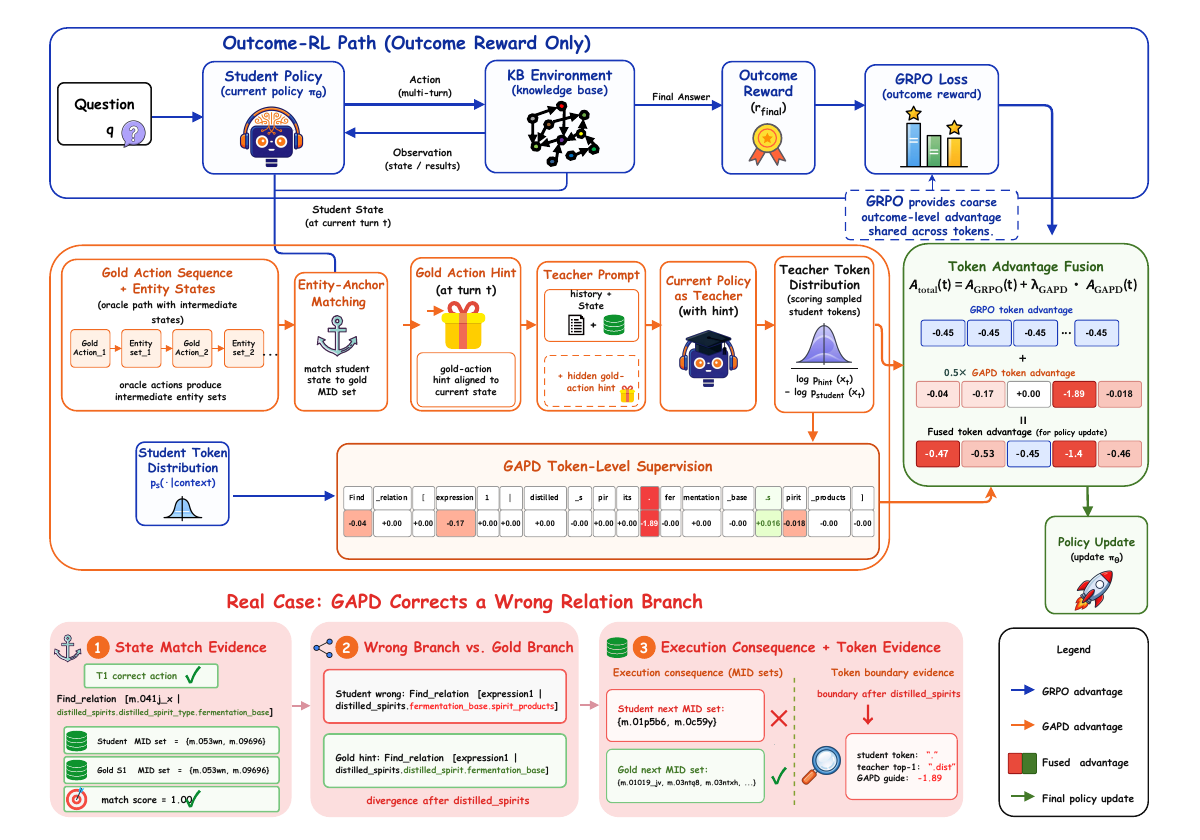 Outcome-RL Path (Outcome Reward Only)
Question
q
?
Student Policy
(current policy πθ)
Action
(multi-turn)
Observation
(state / results)
KB Environment
(knowledge base)
Final Answer
Outcome
Reward
(rfinal)
GRPO Loss
(outcome reward)
GRPO provides coarse
outcome-level advantage
shared across tokens.
Student State
(at current turn t)
Gold Action Sequence
+ Entity States
(oracle path with intermediate
states)
Gold
Action_1
Entity
set_1
Gold
Action_2
Entity
set_2
...
oracle actions produce
intermediate entity sets
Entity-Anchor
Matching
match student
state to gold
MID set
Gold Action Hint
(at turn t)
gold-action
hint aligned to
current state
Teacher Prompt
history +
State
+
+ hidden gold-
action hint
Current Policy
as Teacher
(with hint)
Teacher Token
Distribution
(scoring sampled
student tokens)
log phint (xt)
- log pstudent (xt)
Token Advantage Fusion
Atotal(t) = AGRPO(t) + λGAPD • AGAPD(t)
GRPO token advantage
-0.45 -0.45 -0.45 ... -0.45
+
0.5× GAPD token advantage
-0.04 -0.17 +0.00 -1.89 -0.018
=
Fused token advantage (for policy update)
-0.47 -0.53 -0.45 -1.4 -0.46
Student Token
Distribution
ps(·|context)
GAPD Token-Level Supervision
Find _relation [ expression 1 | distilled _s pir its . fer mentation _base .s pirit _products ]
-0.04 +0.00 +0.00 -0.17 +0.00 +0.00 +0.00 -0.00 +0.00 +0.00 -1.89 -0.00 +0.00 -0.00 +0.016 -0.018 -0.00 -0.00
Policy Update
(update πθ)
Real Case: GAPD Corrects a Wrong Relation Branch
1 State Match Evidence
T1 correct action
Find_relation [m.041j_x |
distilled_spirits.distilled_spirit_type.fermentation_base]
Student MID set = {m.053wn, m.09696}
Gold S1 MID set = {m.053wn, m.09696}
match score = 1.00
2 Wrong Branch vs. Gold Branch
Student wrong: Find_relation [expression1 |
distilled_spirits.fermentation_base.spirit_products]
Gold hint: Find_relation [expression1 |
distilled_spirits.distilled_spirit.fermentation_base]
divergence after distilled_spirits
3 Execution Consequence + Token Evidence
Execution consequence (MID sets)
Student next MID set:
{m.01p5b6, m.0c59y}
Gold next MID set:
{m.01019_jv, m.03ntq8, m.03ntxh, ...}
Token boundary evidence
boundary after distilled_spirits
student token: "."
teacher top-1: ".dist"
GAPD guide: -1.89
Legend
GRPO advantage
GAPD advantage
Fused advantage
Final policy update